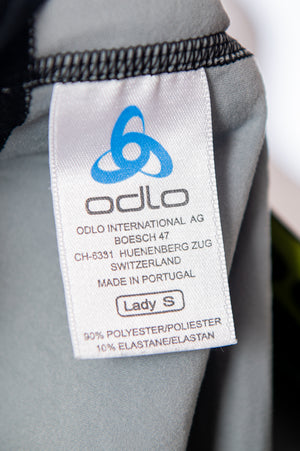 odlo
ODLO INTERNATIONAL AG
BOESCH 47
CH-6331 HUENENBERG ZUG
SWITZERLAND
MADE IN PORTUGAL
Lady S
90% POLYESTER/POLIESTER
10% ELASTANE/ELASTAN